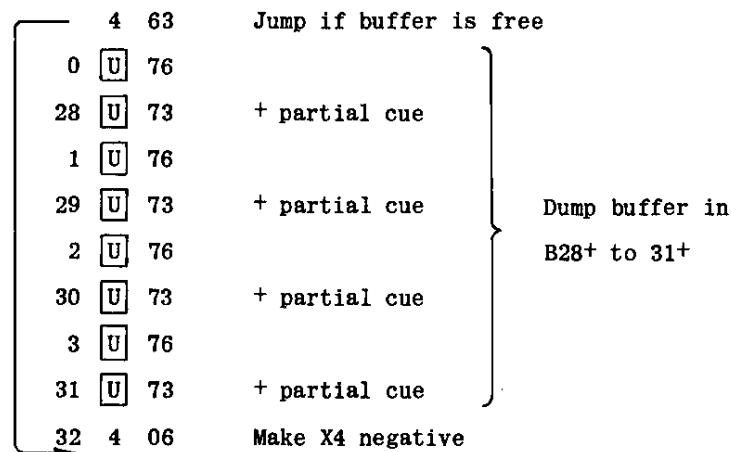 4 63 Jump if buffer is free
0 U 76
28 U 73 + partial cue
1 U 76
29 U 73 + partial cue
Dump buffer in
2 U 76
B28+ to 31+
30 U 73 + partial cue
3 U 76
31 U 73 + partial cue
32 4 06 Make X4 negative